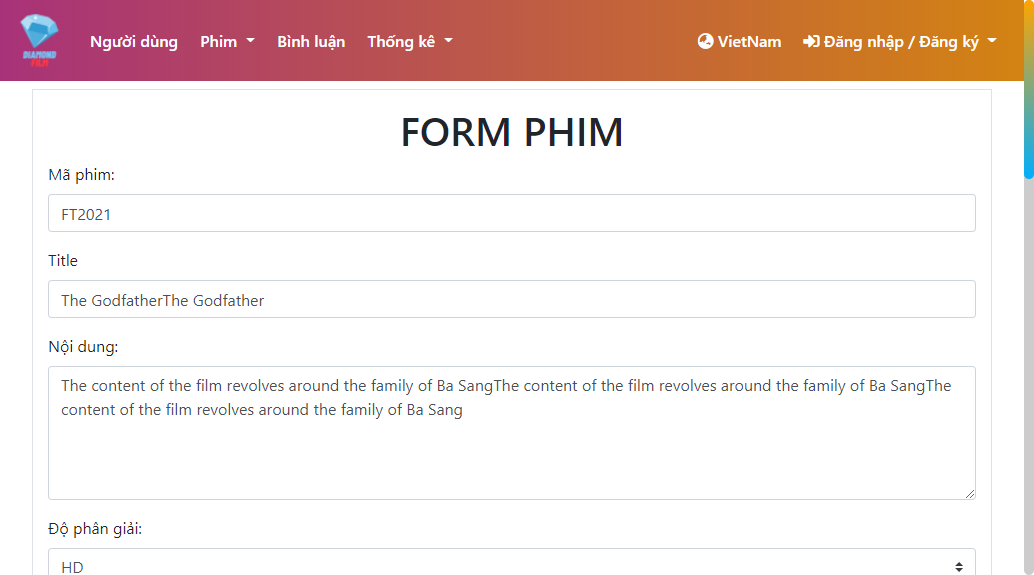 DIAMOND
FILM
Người dùng Phim Bình luận Thống kê VietNam Đăng nhập / Đăng ký
FORM PHIM
Mã phim:
FT2021
Title
The GodfatherThe Godfather
Nội dung:
The content of the film revolves around the family of Ba SangThe content of the film revolves around the family of Ba SangThe
content of the film revolves around the family of Ba Sang
Độ phân giải:
HD